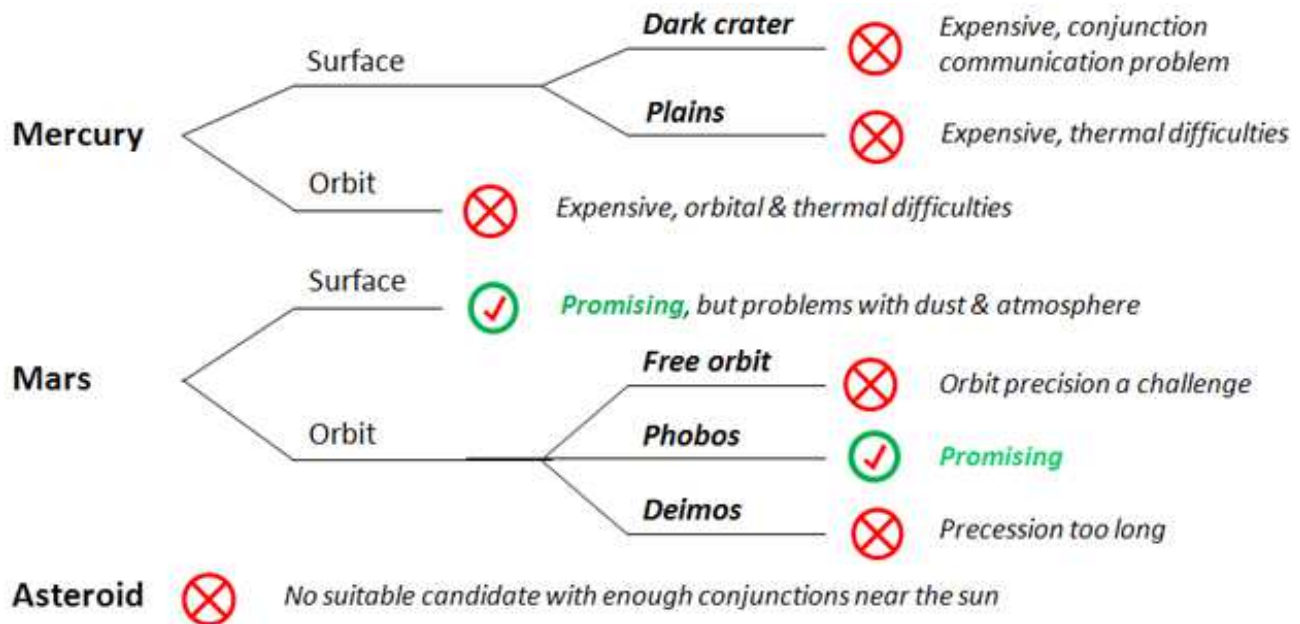 Dark crater
Expensive, conjunction
communication problem
Surface
Plains
Expensive, thermal difficulties
Mercury
Orbit
Expensive, orbital & thermal difficulties
Surface
Promising, but problems with dust & atmosphere
Mars
Free orbit
Orbit precision a challenge
Orbit
Phobos
Promising
Deimos
Precession too long
Asteroid
No suitable candidate with enough conjunctions near the sun